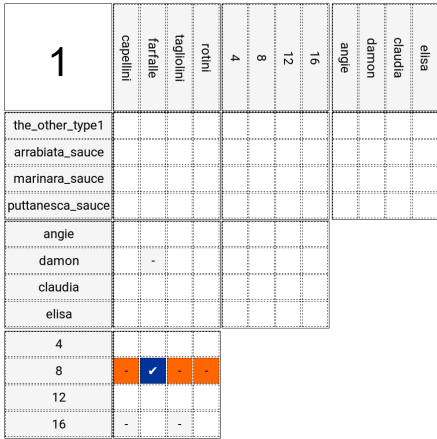 1
capellini farfalle tagliolini rotini 4 8 12 16 angie damon claudia elisa
the_other_type1
arrabiata_sauce
marinara_sauce
puttanesca_sauce
angie
damon -
claudia
elisa
4
8 - ✔ - -
12
16 - -